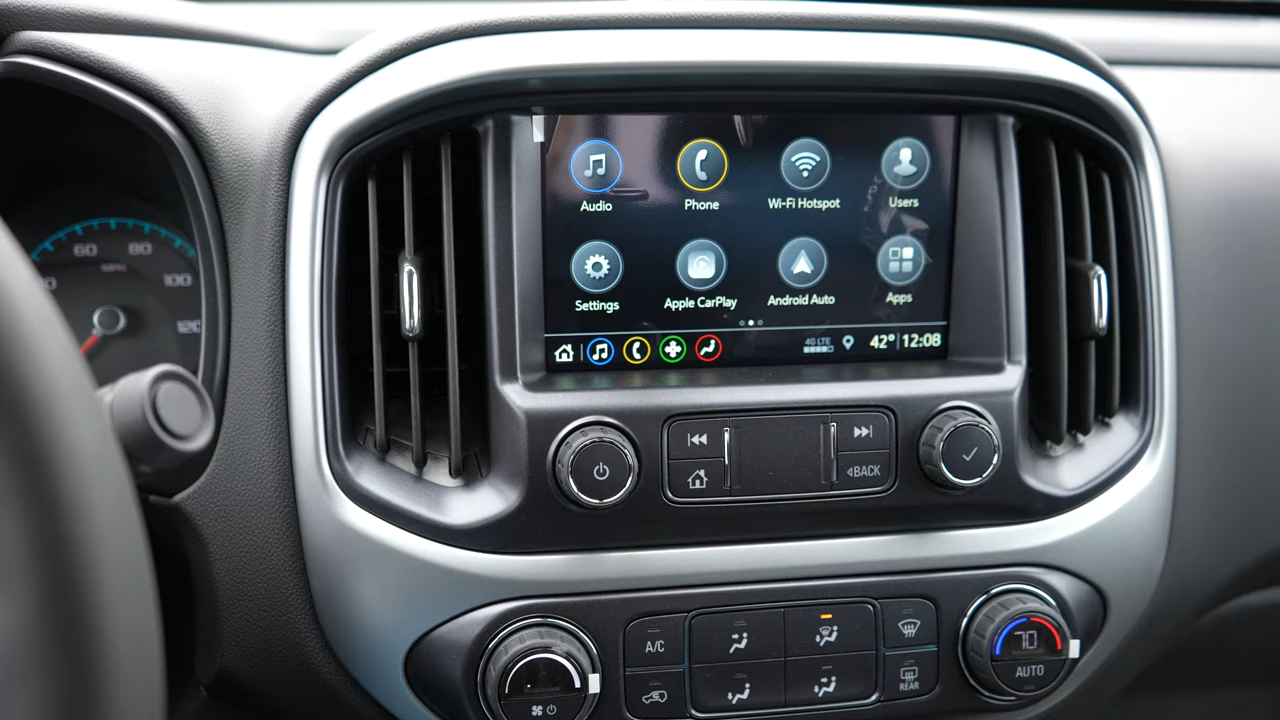 Audio
Phone
Wi-Fi Hotspot
Users
Settings
Apple CarPlay
Android Auto
Apps
4G LTE
42° 12:08
60
80
MPH
100
120
BACK
A/C
REAR
70
AUTO